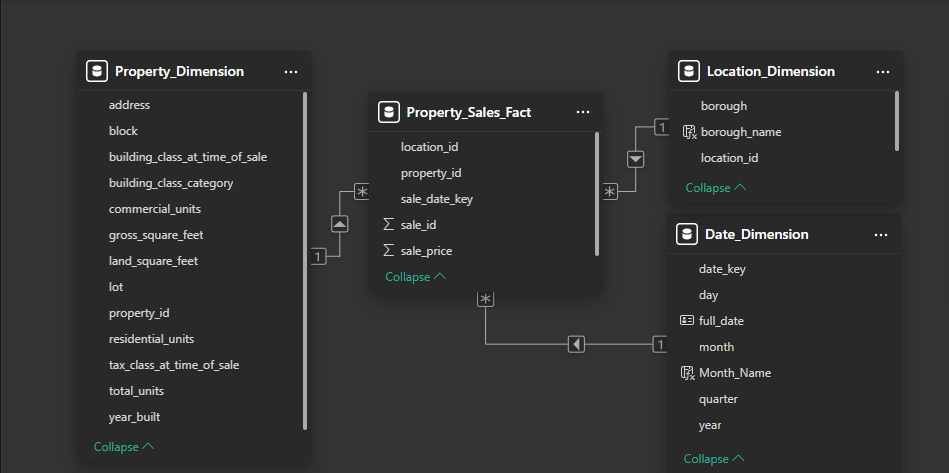 Property_Dimension
...
address
block
building_class_at_time_of_sale
building_class_category
commercial_units
gross_square_feet
land_square_feet
lot
property_id
residential_units
tax_class_at_time_of_sale
total_units
year_built
Collapse
1
*
Property_Sales_Fact
...
location_id
property_id
sale_date_key
Σ sale_id
Σ sale_price
Collapse
*
*
1
1
Location_Dimension
...
borough
borough_name
location_id
Collapse
Date_Dimension
...
date_key
day
full_date
month
Month_Name
quarter
year
Collapse